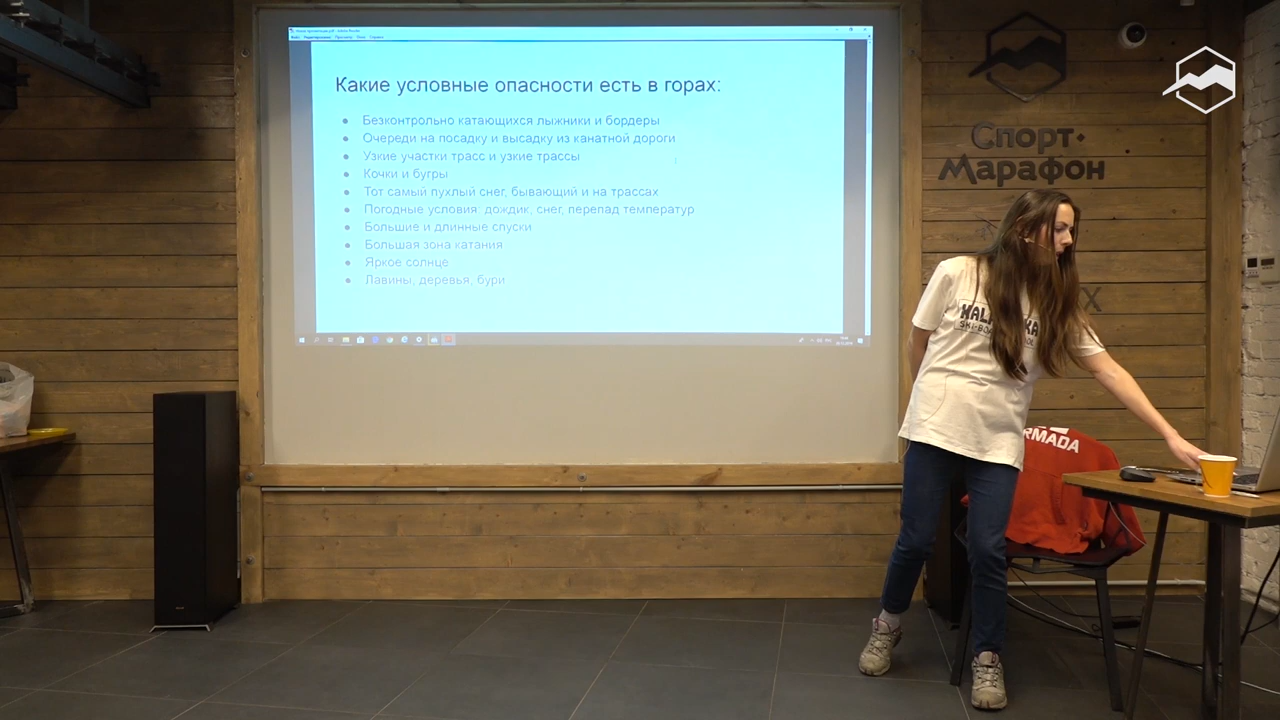 Какие условные опасности есть в горах:
Безконтрольно катающихся лыжники и бордеры
Очереди на посадку и высадку из канатной дороги
Узкие участки трасс и узкие трассы
Кочки и бугры
Тот самый пухлый снег, бывающий и на трассах
Погодные условия: дождик, снег, перепад температур
Большие и длинные спуски
Большая зона катания
Яркое солнце
Лавины, деревья, бури
Спорт-
Марафон
RMADA